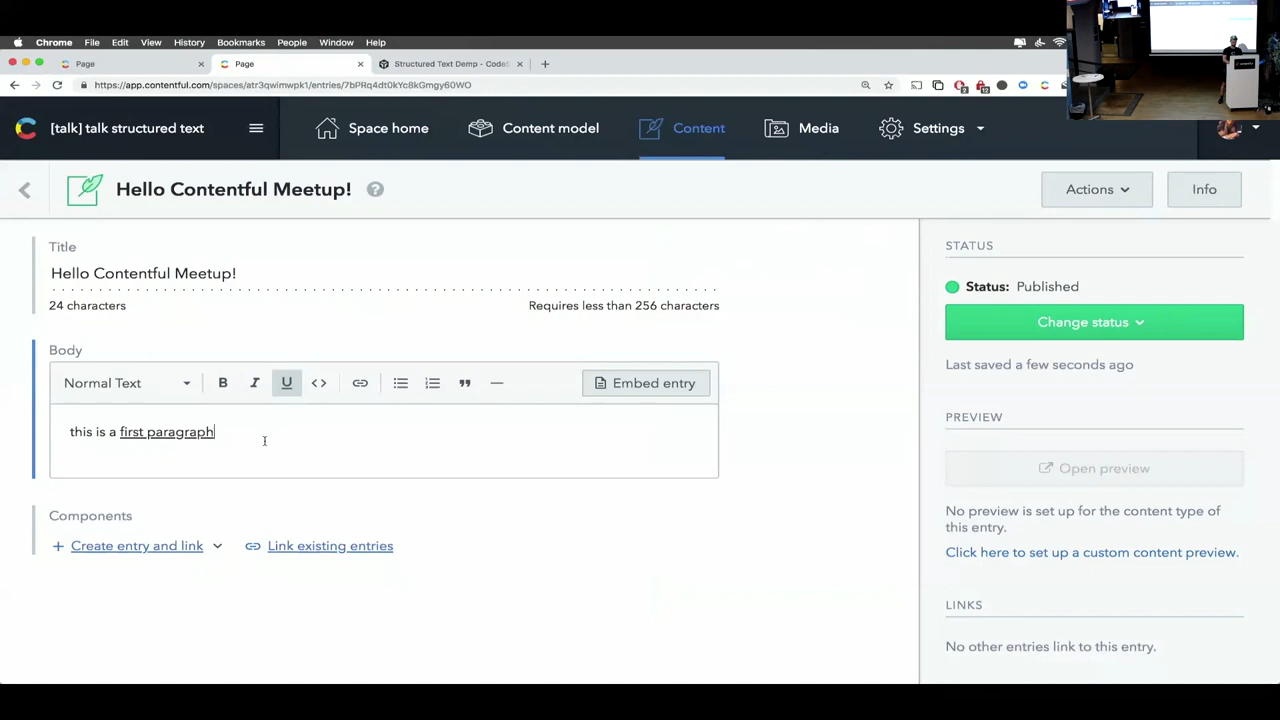 Chrome File Edit View History Bookmarks People Window Help
Page Page Structured Text Demp - Code
https://app.contentful.com/spaces/atr3qwimwpk1/entries/7bPRq4dt0kYc8kGmgy60WO
[talk] talk structured text Space home Content model Content Media Settings
Hello Contentful Meetup! ? Actions Info
Title
Hello Contentful Meetup!
24 characters Requires less than 256 characters
Body
Normal Text B I U <> Embed entry
this is a first paragraph
Components
+ Create entry and link Link existing entries
STATUS
Status: Published
Change status
Last saved a few seconds ago
PREVIEW
Open preview
No preview is set up for the content type of
this entry.
Click here to set up a custom content preview.
LINKS
No other entries link to this entry.